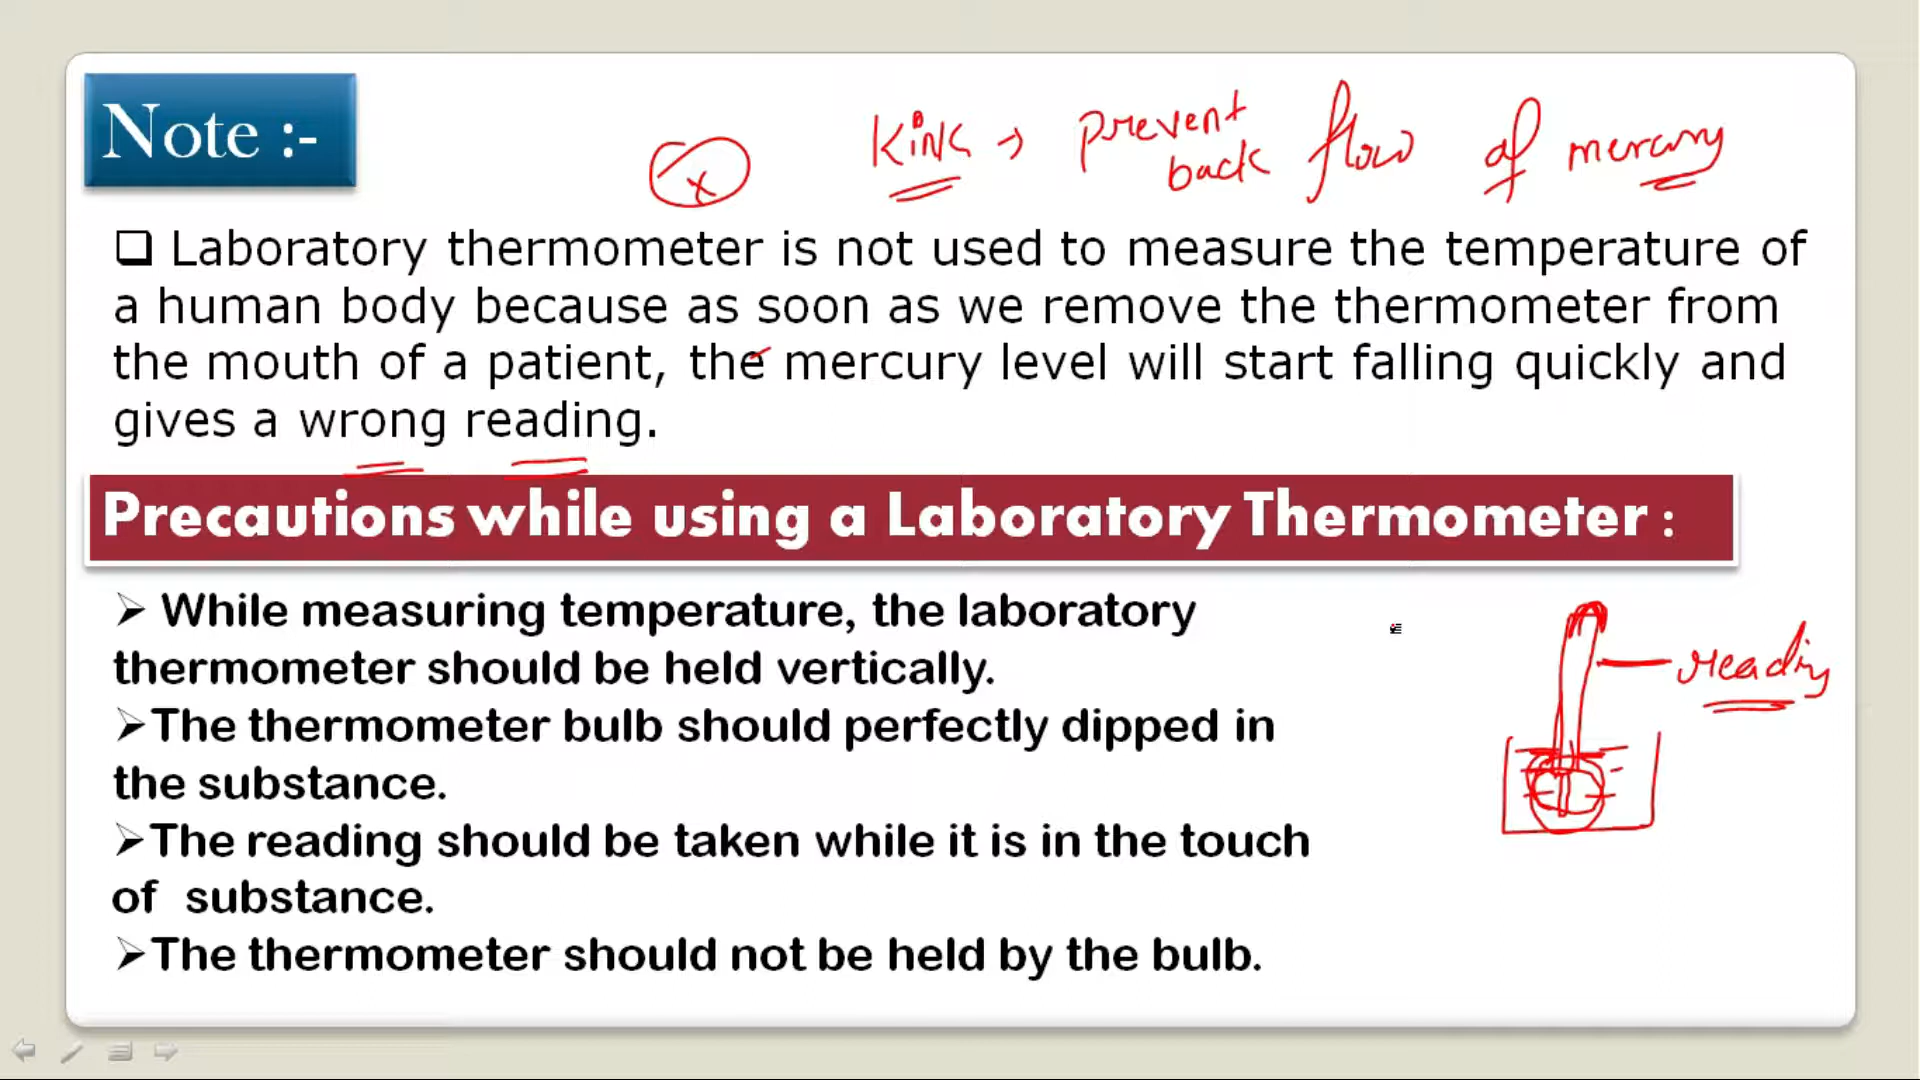 Note :-
x
Kink → prevent back flow of mercury
❑ Laboratory thermometer is not used to measure the temperature of
a human body because as soon as we remove the thermometer from
the mouth of a patient, the mercury level will start falling quickly and
gives a wrong reading.
Precautions while using a Laboratory Thermometer :
➢ While measuring temperature, the laboratory
thermometer should be held vertically.
➢The thermometer bulb should perfectly dipped in
the substance.
➢The reading should be taken while it is in the touch
of substance.
➢The thermometer should not be held by the bulb.
reading